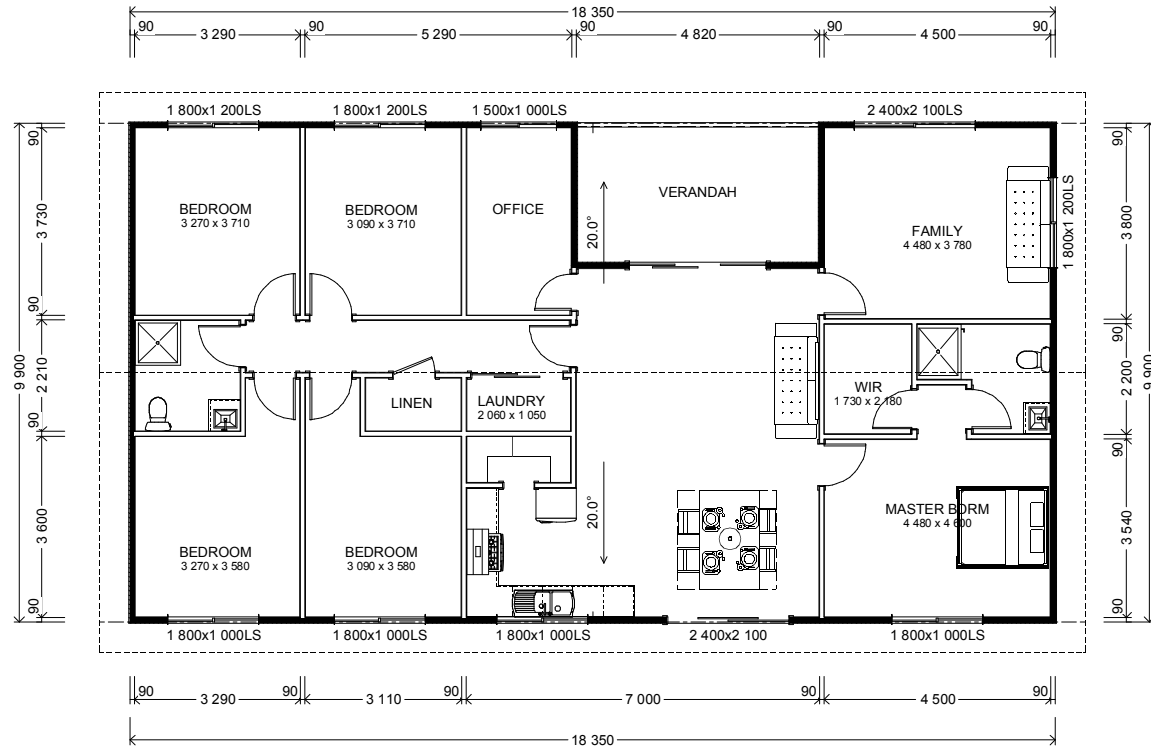 18 350
90 3 290 90 5 290 90 4 820 90 4 500 90
1 800x1 200LS 1 800x1 200LS 1 500x1 000LS 2 400x2 100LS
90 3 730 90 2 210 90 3 600 90
9 900
BEDROOM
3 270 x 3 710
BEDROOM
3 090 x 3 710
OFFICE
20.0°
VERANDAH
FAMILY
4 480 x 3 780
1 800x1 200LS
90 3 800 90 2 200 90 3 540 90
9 900
LINEN
LAUNDRY
2 060 x 1 050
WIR
1 730 x 2 180
BEDROOM
3 270 x 3 580
BEDROOM
3 090 x 3 580
20.0°
MASTER BDRM
4 480 x 4 600
1 800x1 000LS 1 800x1 000LS 1 800x1 000LS 2 400x2 100 1 800x1 000LS
90 3 290 90 3 110 90 7 000 90 4 500 90
18 350